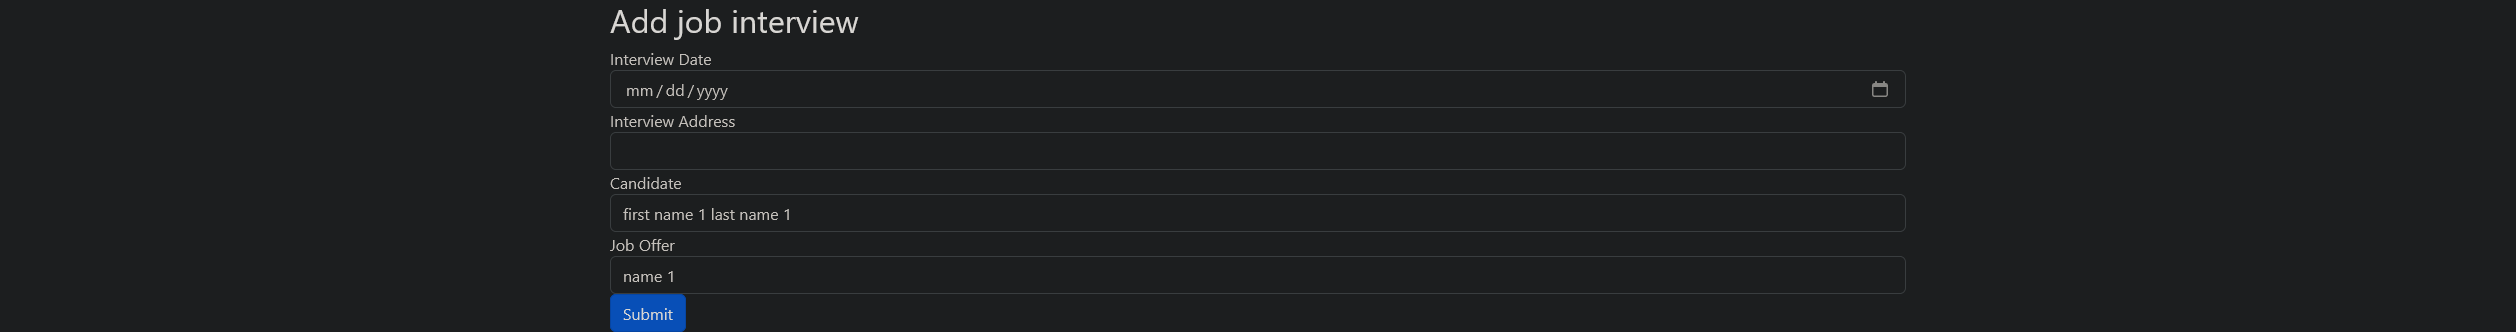 Add job interview
Interview Date
mm/dd/yyyy
Interview Address
Candidate
first name 1 last name 1
Job Offer
name 1
Submit